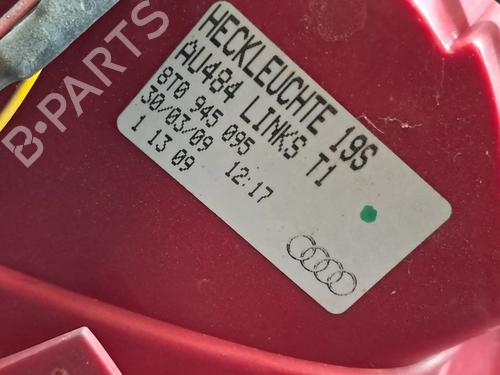 B-PARTS
HECKLEUCHTE 19S
AU484 LINKS T1
8T0 945 095
30/03/09 12:17
1 13 09